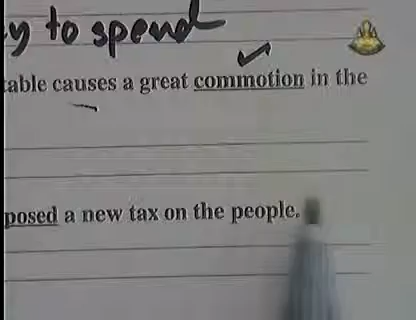 y to spend
table causes a great commotion in the
posed a new tax on the people.